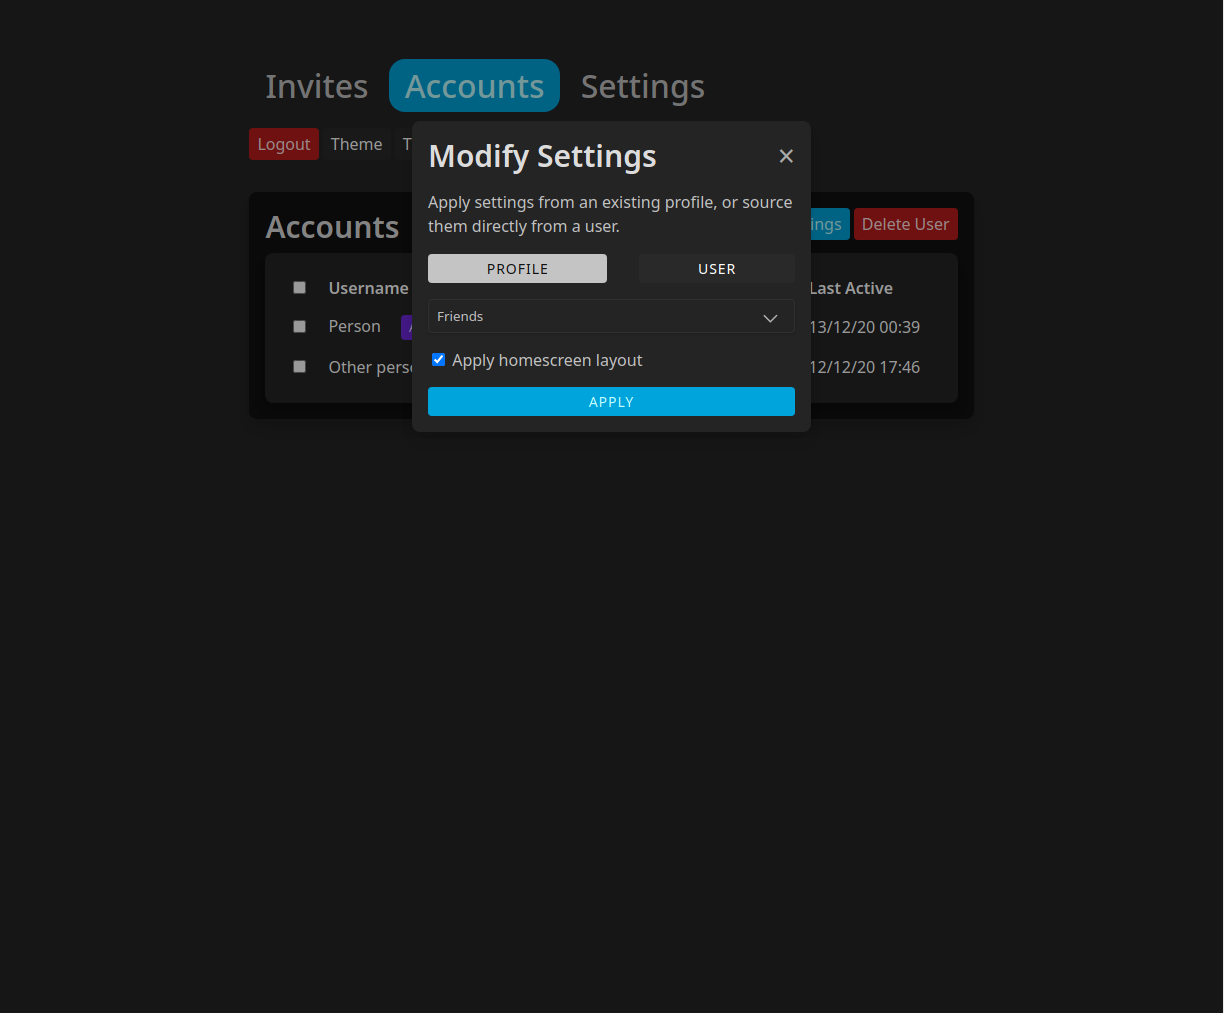 Invites Accounts Settings
Logout Theme
Modify Settings
Apply settings from an existing profile, or source
them directly from a user.
PROFILE USER
Friends
Apply homescreen layout
APPLY
Accounts Delete User
Username Last Active
Person 13/12/20 00:39
Other 12/12/20 17:46